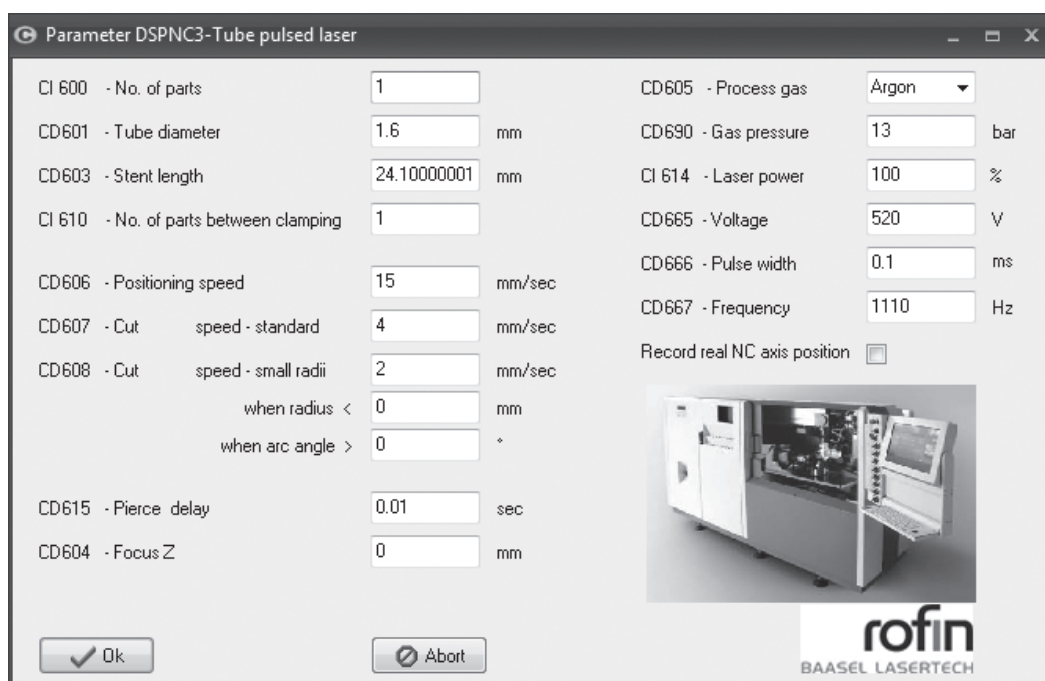 Parameter DSPNC3-Tube pulsed laser
CI 600 - No. of parts 1
CD601 - Tube diameter 1.6 mm
CD603 - Stent length 24.10000001 mm
CI 610 - No. of parts between clamping 1
CD606 - Positioning speed 15 mm/sec
CD607 - Cut speed - standard 4 mm/sec
CD608 - Cut speed - small radii 2 mm/sec
when radius < 0 mm
when arc angle > 0 °
CD615 - Pierce delay 0.01 sec
CD604 - Focus Z 0 mm
Ok
Abort
CD605 - Process gas Argon
CD690 - Gas pressure 13 bar
CI 614 - Laser power 100 %
CD665 - Voltage 520 V
CD666 - Pulse width 0.1 ms
CD667 - Frequency 1110 Hz
Record real NC axis position
rofin
BAASEL LASERTECH